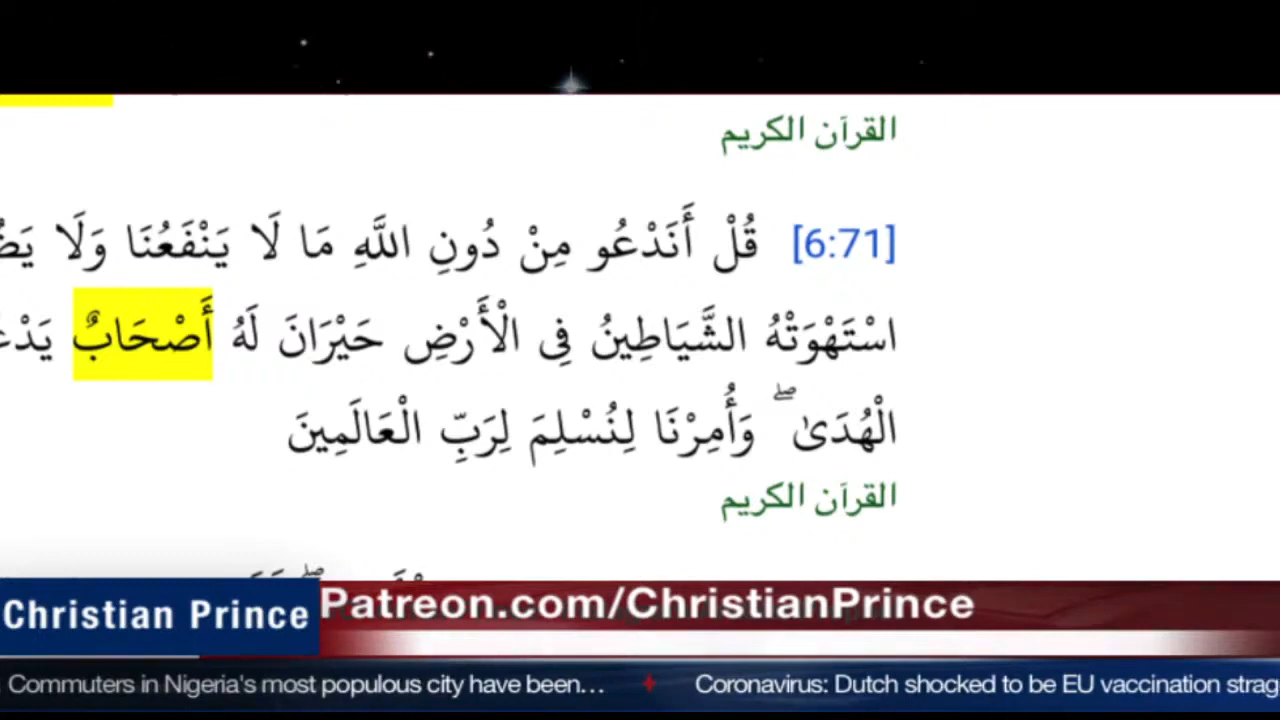 القرآن الكريم
[6:71] قُلْ أَنَدْعُو مِنْ دُونِ اللَّهِ مَا لَا يَنْفَعُنَا وَلَا
اسْتَهْوَتْهُ الشَّيَاطِينُ فِى الْأَرْضِ حَيْرَانَ لَهُ أَصْحَابٌ
الْهُدَىٰ ۖ وَأُمِرْنَا لِنُسْلِمَ لِرَبِّ الْعَالَمِينَ
القرآن الكريم
Christian Prince
Patreon.com/ChristianPrince
Commuters in Nigeria's most populous city have been... Coronavirus: Dutch shocked to be EU vaccination strag